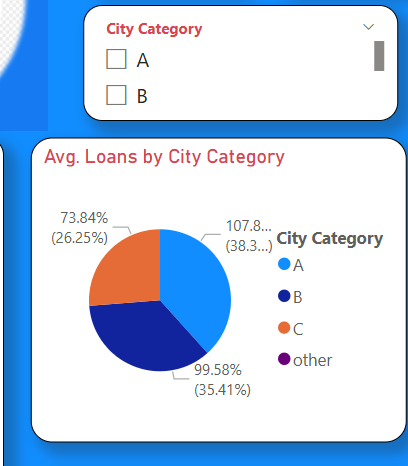 City Category
A
B
Avg. Loans by City Category
73.84%
(26.25%)
107.8...
(38.3...)
City Category
A
B
C
other
99.58%
(35.41%)